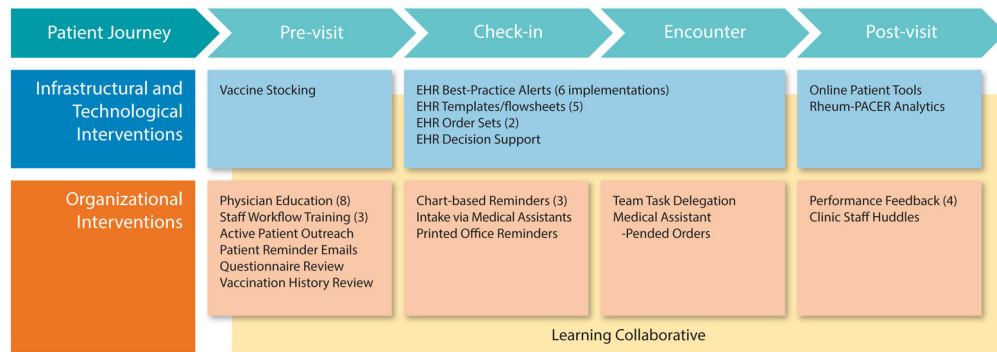 Patient Journey
Pre-visit
Check-in
Encounter
Post-visit
Infrastructural and
Technological
Interventions
Vaccine Stocking
EHR Best-Practice Alerts (6 implementations)
EHR Templates/flowsheets (5)
EHR Order Sets (2)
EHR Decision Support
Online Patient Tools
Rheum-PACER Analytics
Organizational
Interventions
Physician Education (8)
Staff Workflow Training (3)
Active Patient Outreach
Patient Reminder Emails
Questionnaire Review
Vaccination History Review
Chart-based Reminders (3)
Intake via Medical Assistants
Printed Office Reminders
Team Task Delegation
Medical Assistant
-Pended Orders
Performance Feedback (4)
Clinic Staff Huddles
Learning Collaborative